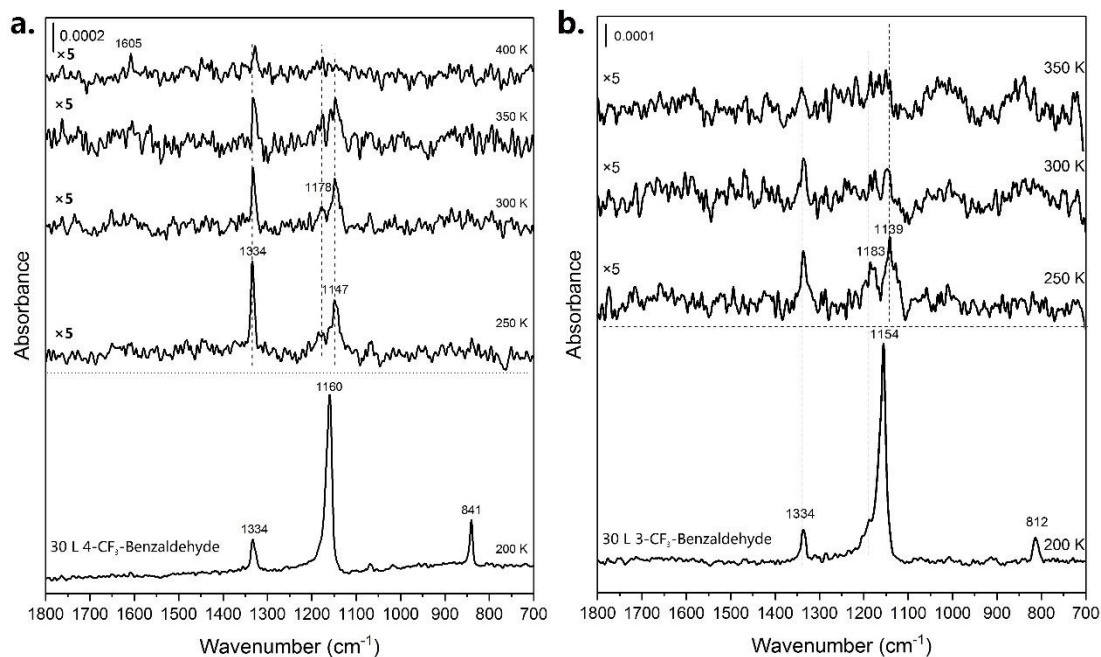 a.
0.0002
×5
1605
400 K
×5
350 K
×5
1178
300 K
1334
×5
1147
250 K
1160
1334
841
30 L 4-CF₃-Benzaldehyde
200 K
1800 1700 1600 1500 1400 1300 1200 1100 1000 900 800 700
Wavenumber (cm⁻¹)
Absorbance
b.
0.0001
×5
350 K
×5
300 K
1139
1183
×5
250 K
1154
1334
812
30 L 3-CF₃-Benzaldehyde
200 K
1800 1700 1600 1500 1400 1300 1200 1100 1000 900 800 700
Wavenumber (cm⁻¹)
Absorbance